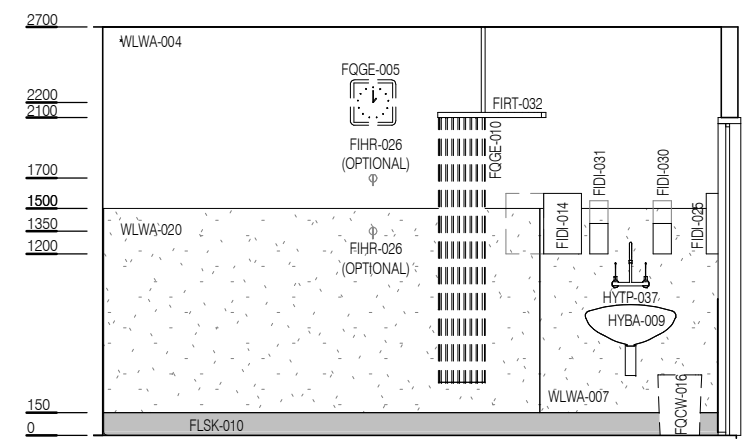 2700
WLWA-004
FQGE-005
2200
2100
FIRT-032
FIHR-026
(OPTIONAL)
FQGE-010
FIDI-031
FIDI-030
1700
1500
1350
1200
WLWA-020
FIHR-026
(OPTIONAL)
FIDI-014
FIDI-025
HYTP-037
HYBA-009
WLWA-007
FQCW-016
150
0
FLSK-010